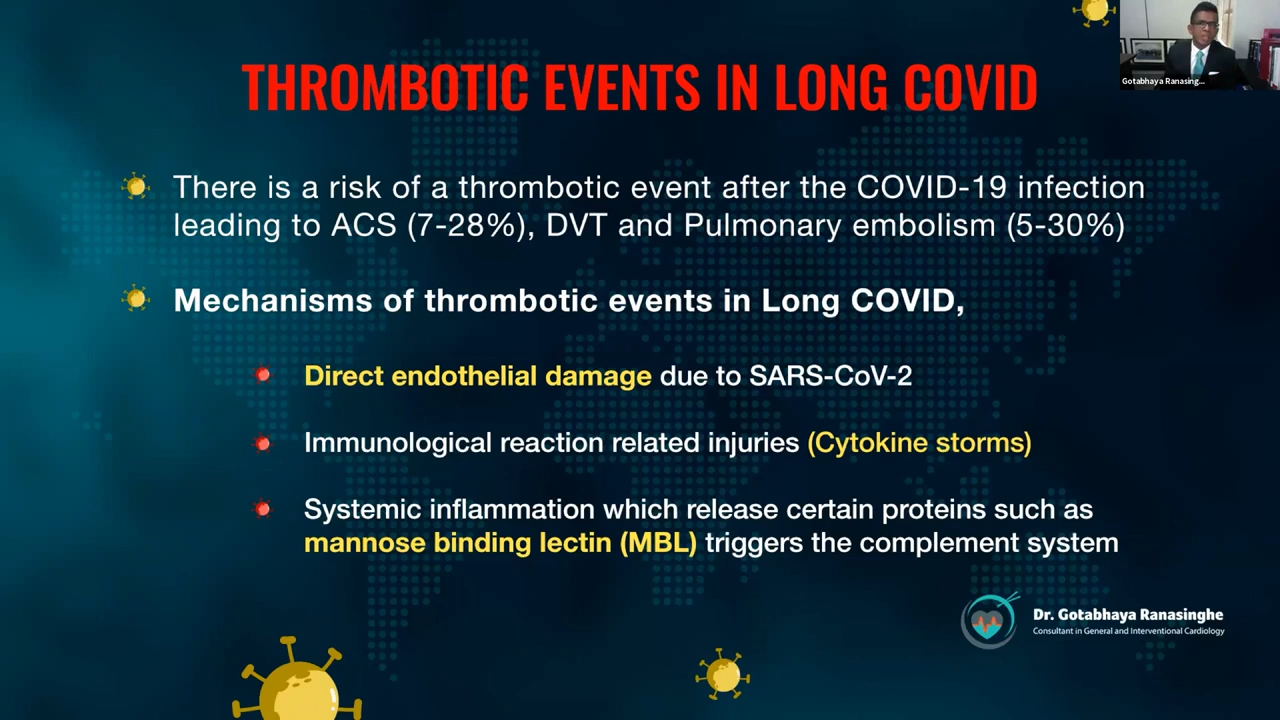 THROMBOTIC EVENTS IN LONG COVID
Gotabhaya Ranasing...
There is a risk of a thrombotic event after the COVID-19 infection
leading to ACS (7-28%), DVT and Pulmonary embolism (5-30%)
Mechanisms of thrombotic events in Long COVID,
Direct endothelial damage due to SARS-CoV-2
Immunological reaction related injuries (Cytokine storms)
Systemic inflammation which release certain proteins such as
mannose binding lectin (MBL) triggers the complement system
Dr. Gotabhaya Ranasinghe
Consultant in General and Interventional Cardiology